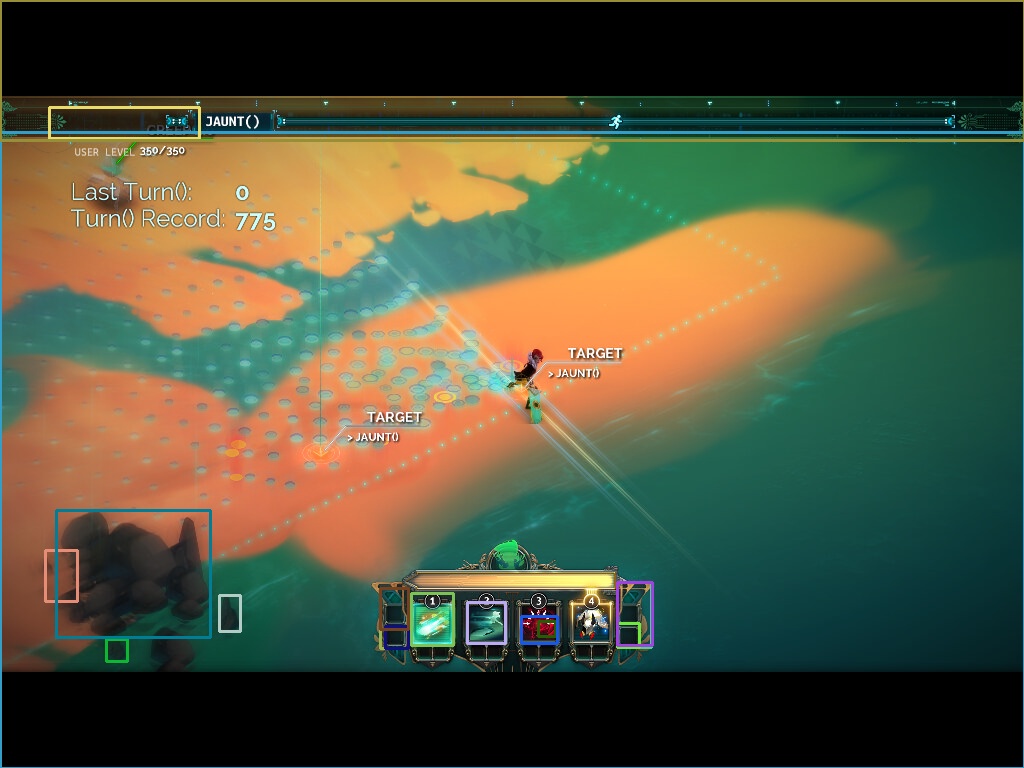 JAUNT()
USER LEVEL 350/350
Last Turn(): 0
Turn() Record: 775
TARGET
> JAUNT()
TARGET
> JAUNT()
1 2 3 4